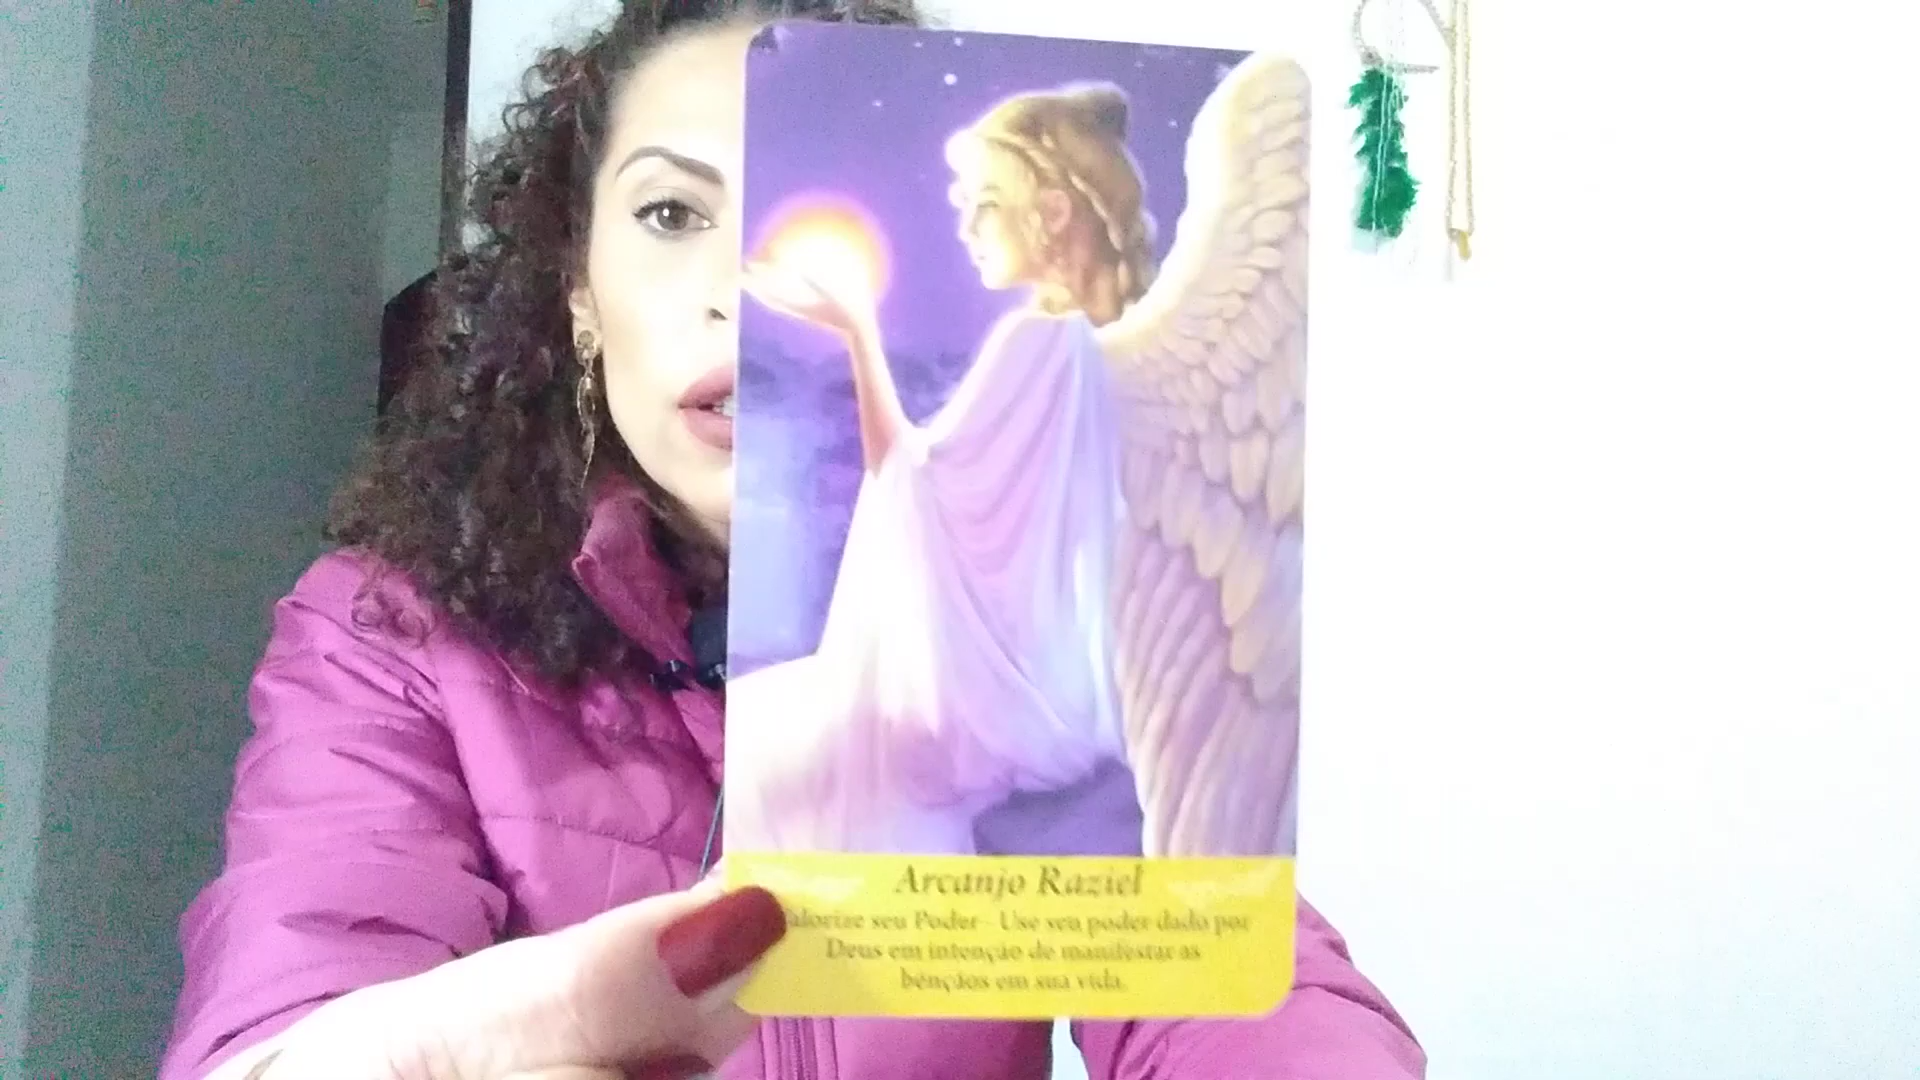 Arcanjo Raziel
alorize seu Poder - Use seu poder dado por
Deus em intenção de manifestar as
bênçãos em sua vida.